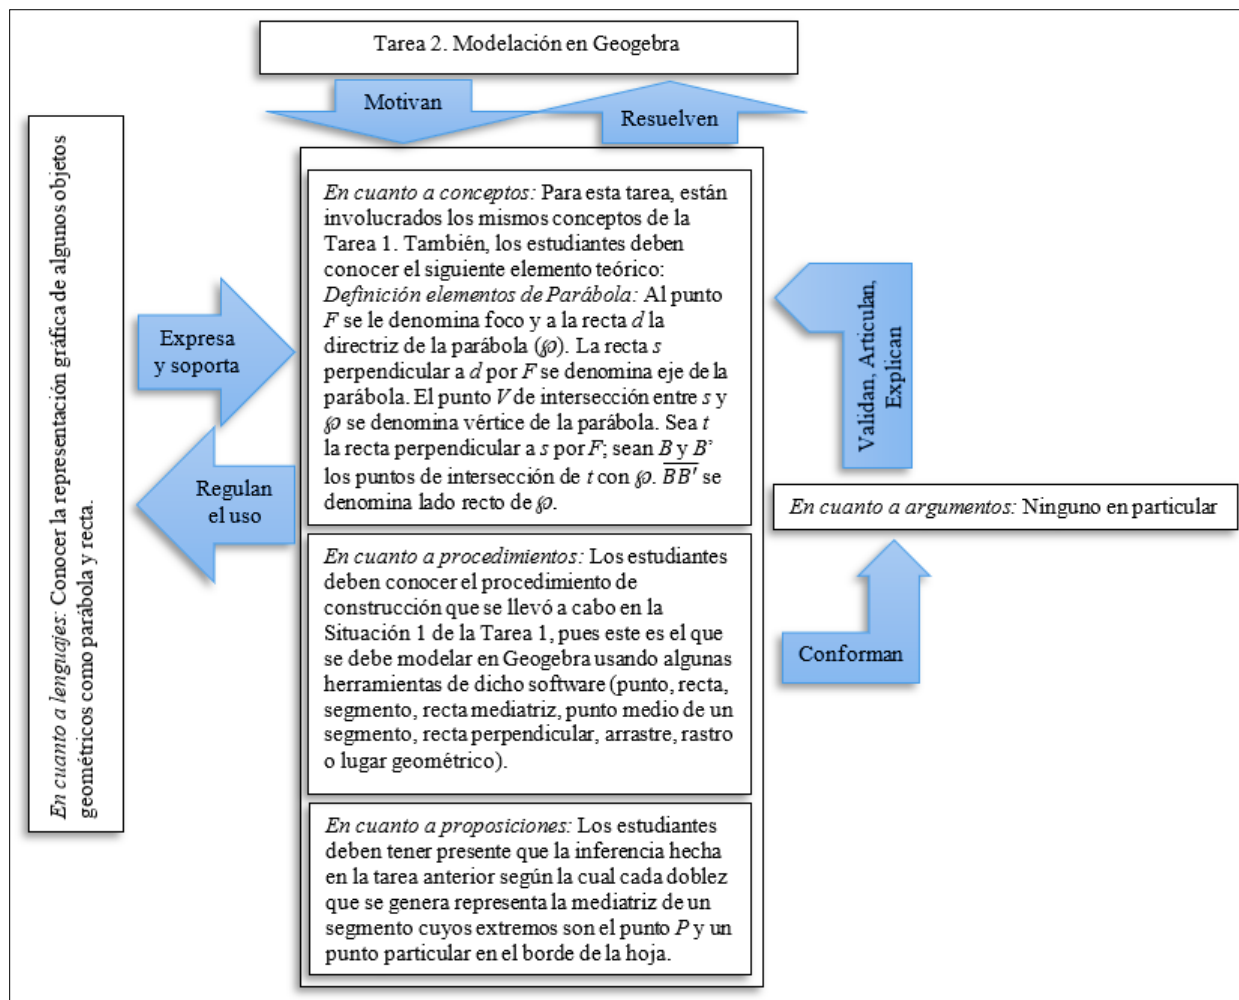 Tarea 2. Modelación en Geogebra
Motivan
Resuelven
En cuanto a lenguajes: Conocer la representación gráfica de algunos objetos
geométricos como parábola y recta.
Expresa
y soporta
Regulan
el uso
En cuanto a conceptos: Para esta tarea, están
involucrados los mismos conceptos de la
Tarea 1. También, los estudiantes deben
conocer el siguiente elemento teórico:
Definición elementos de Parábola: Al punto
F se le denomina foco y a la recta d la
directriz de la parábola (℘). La recta s
perpendicular a d por F se denomina eje de la
parábola. El punto V de intersección entre s y
℘ se denomina vértice de la parábola. Sea t
la recta perpendicular a s por F; sean B y B’
los puntos de intersección de t con ℘. \overline{BB'} se
denomina lado recto de ℘.
En cuanto a procedimientos: Los estudiantes
deben conocer el procedimiento de
construcción que se llevó a cabo en la
Situación 1 de la Tarea 1, pues este es el que
se debe modelar en Geogebra usando algunas
herramientas de dicho software (punto, recta,
segmento, recta mediatriz, punto medio de un
segmento, recta perpendicular, arrastre, rastro
o lugar geométrico).
En cuanto a proposiciones: Los estudiantes
deben tener presente que la inferencia hecha
en la tarea anterior según la cual cada doblez
que se genera representa la mediatriz de un
segmento cuyos extremos son el punto P y un
punto particular en el borde de la hoja.
Validan, Articulan,
Explican
En cuanto a argumentos: Ninguno en particular
Conforman